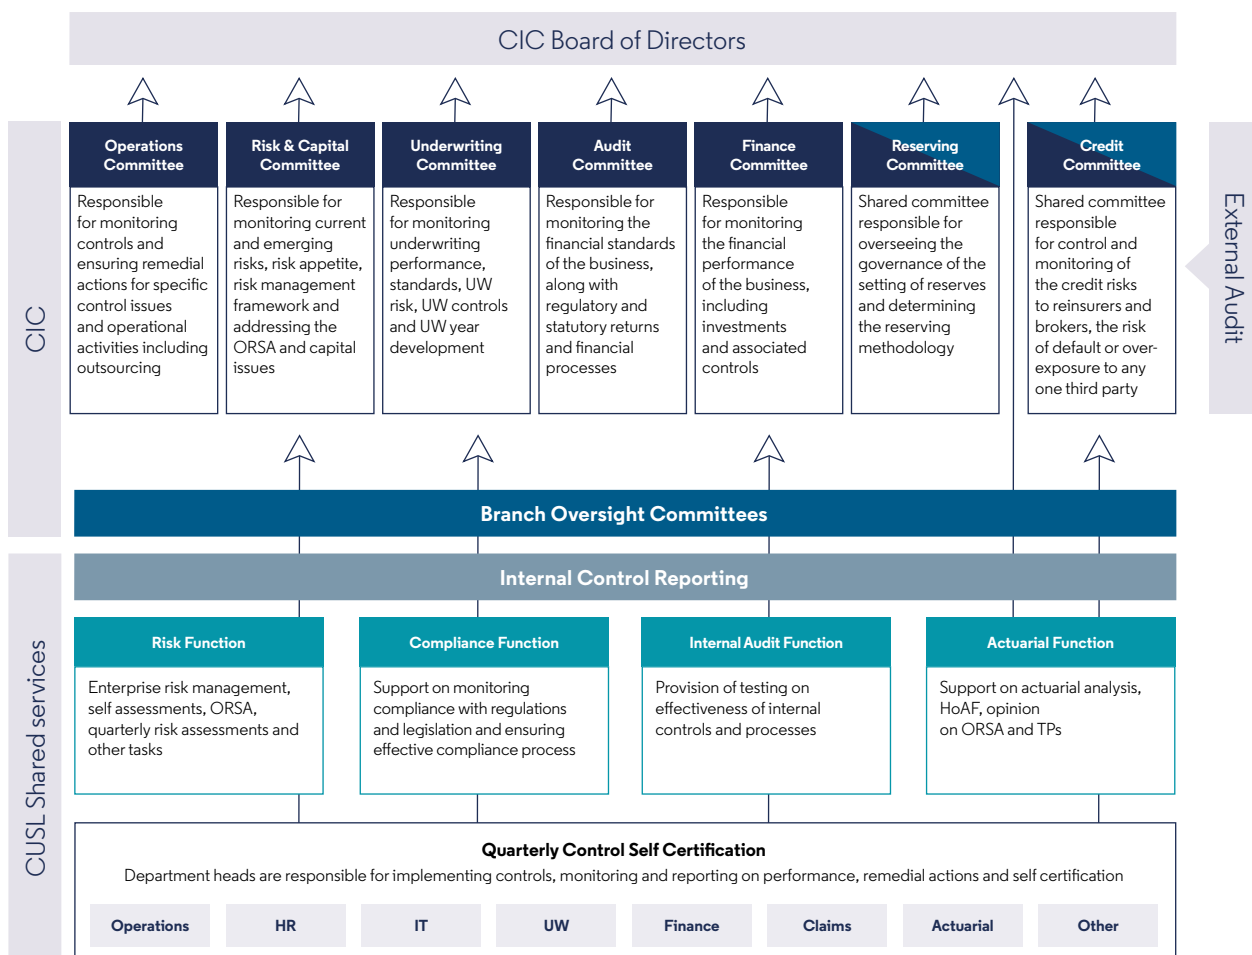 CIC Board of Directors
CIC
Operations
Committee
Responsible
for monitoring
controls and
ensuring remedial
actions for specific
control issues
and operational
activities including
outsourcing
Risk & Capital
Committee
Responsible for
monitoring current
and emerging
risks, risk appetite,
risk management
framework and
addressing the
ORSA and capital
issues
Underwriting
Committee
Responsible
for monitoring
underwriting
performance,
standards, UW
risk, UW controls
and UW year
development
Audit
Committee
Responsible for
monitoring the
financial standards
of the business,
along with
regulatory and
statutory returns
and financial
processes
Finance
Committee
Responsible
for monitoring
the financial
performance
of the business,
including
investments
and associated
controls
Reserving
Committee
Shared committee
responsible for
overseeing the
governance of the
setting of reserves
and determining
the reserving
methodology
Credit
Committee
Shared committee
responsible
for control and
monitoring of
the credit risks
to reinsurers and
brokers, the risk
of default or over-
exposure to any
one third party
External Audit
Branch Oversight Committees
CUSL Shared services
Internal Control Reporting
Risk Function
Enterprise risk management,
self assessments, ORSA,
quarterly risk assessments and
other tasks
Compliance Function
Support on monitoring
compliance with regulations
and legislation and ensuring
effective compliance process
Internal Audit Function
Provision of testing on
effectiveness of internal
controls and processes
Actuarial Function
Support on actuarial analysis,
HoAF, opinion
on ORSA and TPs
Quarterly Control Self Certification
Department heads are responsible for implementing controls, monitoring and reporting on performance, remedial actions and self certification
Operations
HR
IT
UW
Finance
Claims
Actuarial
Other